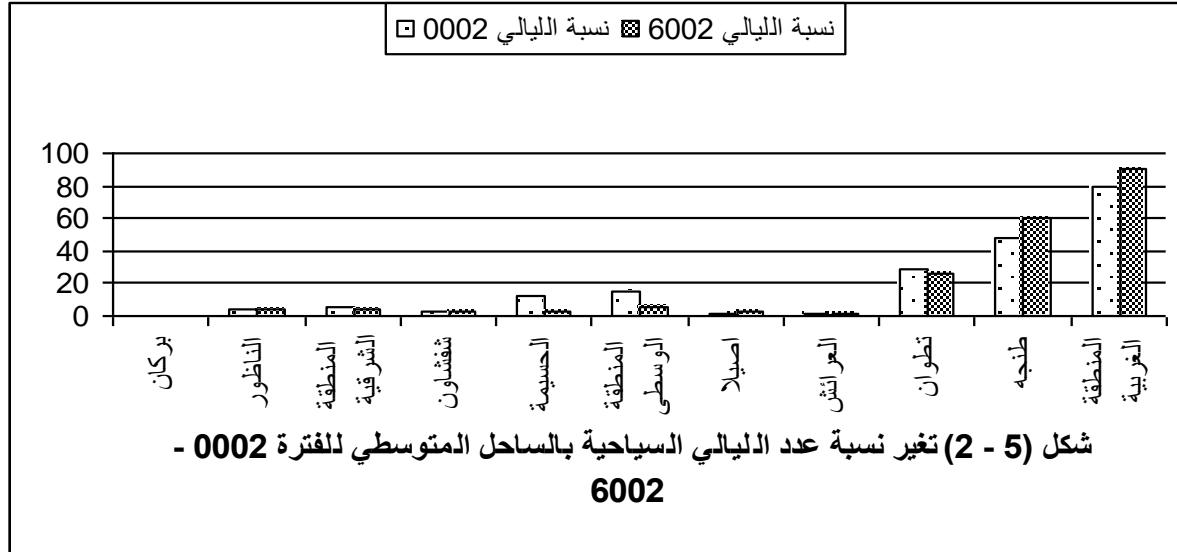 نسبة الليالي 0002 نسبة الليالي 6002
100
80
60
40
20
0
بركان
الناظور
المنطقة
الشرقية
شفشاون
الحسيمة
المنطقة
الوسطى
اصيلا
العرائش
تطوان
طنجه
المنطقة
الغربية
شكل (5 - 2) تغير نسبة عدد الليالي السياحية بالساحل المتوسطي للفترة 0002 -
6002